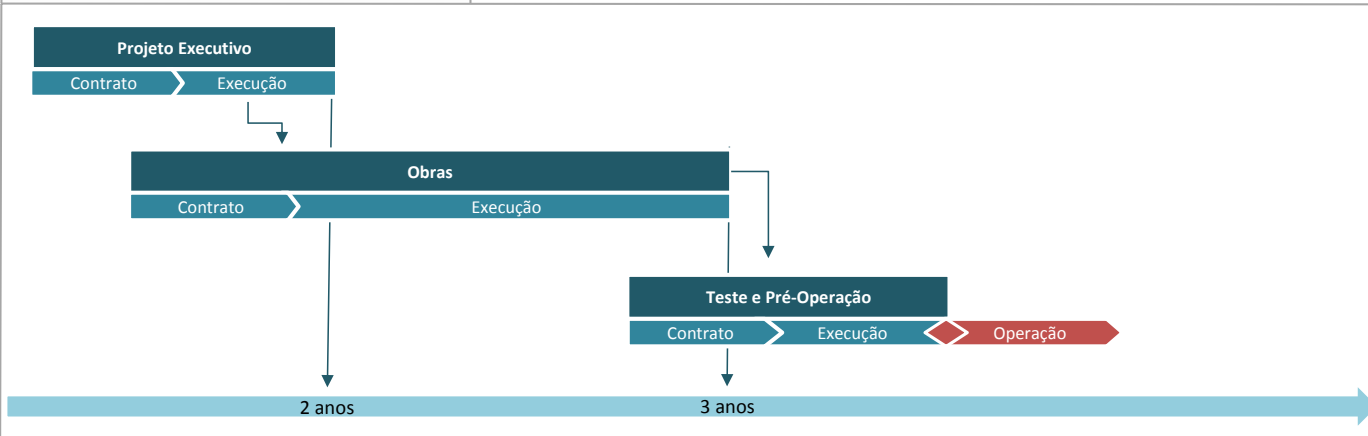 Projeto Executivo
Contrato Execução
Obras
Contrato Execução
Teste e Pré-Operação
Contrato Execução Operação
2 anos 3 anos